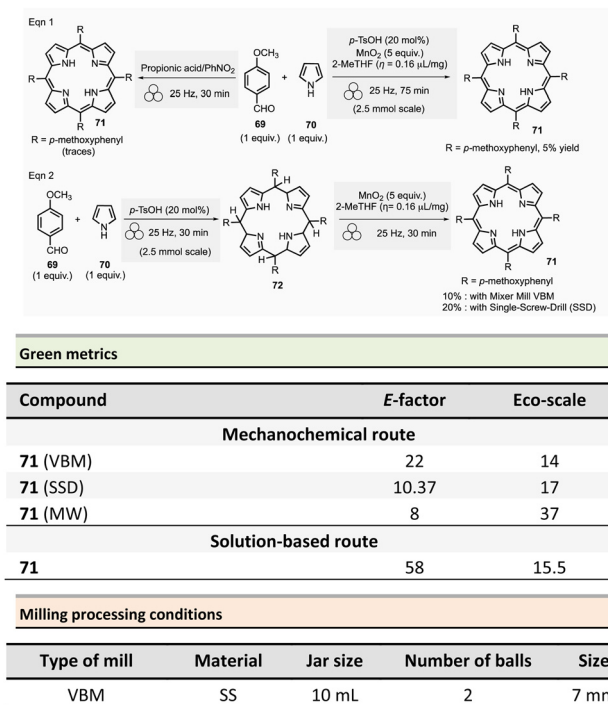 Eqn 1
R
NH
N
R
R
N
HN
71
R
R = p-methoxyphenyl
(traces)
Propionic acid/PhNO2
25 Hz, 30 min
OCH3
CHO
69
(1 equiv.)
+
N
H
70
(1 equiv.)
p-TsOH (20 mol%)
MnO2 (5 equiv.)
2-MeTHF (η = 0.16 μL/mg)
25 Hz, 75 min
(2.5 mmol scale)
R
NH
N
R
R
N
HN
R
71
R = p-methoxyphenyl, 5% yield
Eqn 2
OCH3
CHO
69
(1 equiv.)
+
N
H
70
(1 equiv.)
p-TsOH (20 mol%)
25 Hz, 30 min
(2.5 mmol scale)
R
H
NH
N
H
R
R
H
N
HN
H
R
72
MnO2 (5 equiv.)
2-MeTHF (η= 0.16 μL/mg)
25 Hz, 30 min
R
NH
N
R
R
N
HN
R
71
R = p-methoxyphenyl
10% : with Mixer Mill VBM
20% : with Single-Screw-Drill (SSD)
Green metrics
Compound E-factor Eco-scale
Mechanochemical route
71 (VBM) 22 14
71 (SSD) 10.37 17
71 (MW) 8 37
Solution-based route
71 58 15.5
Milling processing conditions
Type of mill Material Jar size Number of balls Size
VBM SS 10 mL 2 7 mm